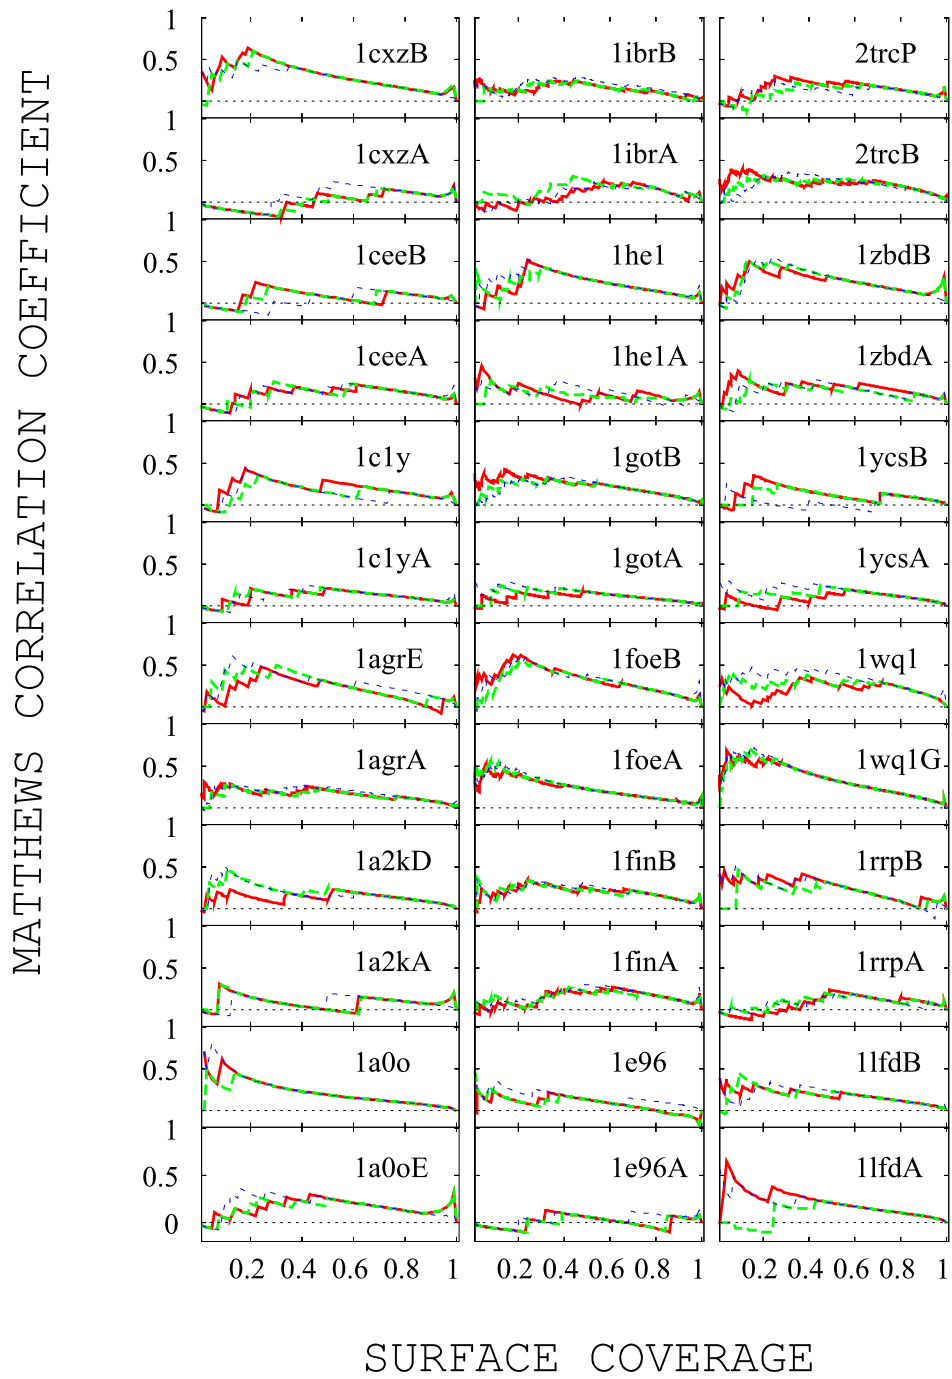 MATTHEWS CORRELATION COEFFICIENT
1
0.5
1cxzB
1ibrB
2trcP
1
0.5
1cxzA
1ibrA
2trcB
1
0.5
1ceeB
1he1
1zbdB
1
0.5
1ceeA
1he1A
1zbdA
1
0.5
1c1y
1gotB
1ycsB
1
0.5
1c1yA
1gotA
1ycsA
1
0.5
1agrE
1foeB
1wq1
1
0.5
1agrA
1foeA
1wq1G
1
0.5
1a2kD
1finB
1rrpB
1
0.5
1a2kA
1finA
1rrpA
1
0.5
1a0o
1e96
1lfdB
1
0.5
0
1a0oE
1e96A
1lfdA
0.2 0.4 0.6 0.8 1
0.2 0.4 0.6 0.8 1
0.2 0.4 0.6 0.8 1
SURFACE COVERAGE